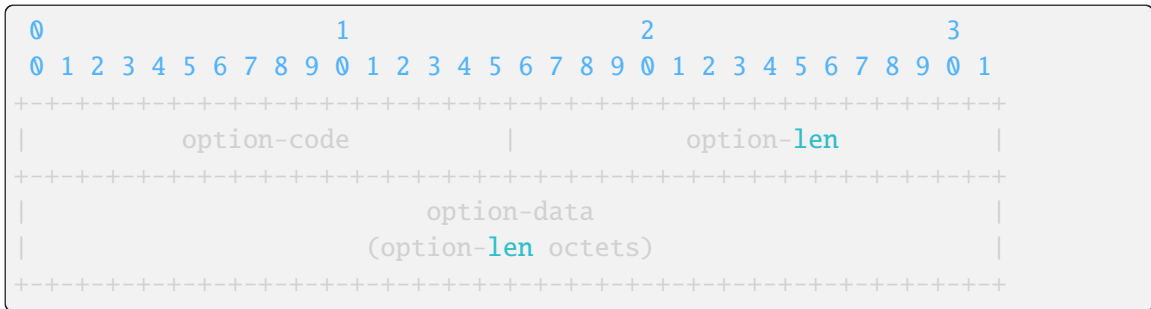 0                   1                   2                   3
 0 1 2 3 4 5 6 7 8 9 0 1 2 3 4 5 6 7 8 9 0 1 2 3 4 5 6 7 8 9 0 1
+-+-+-+-+-+-+-+-+-+-+-+-+-+-+-+-+-+-+-+-+-+-+-+-+-+-+-+-+-+-+-+-+
|          option-code          |           option-len          |
+-+-+-+-+-+-+-+-+-+-+-+-+-+-+-+-+-+-+-+-+-+-+-+-+-+-+-+-+-+-+-+-+
|                          option-data                          |
|                      (option-len octets)                      |
+-+-+-+-+-+-+-+-+-+-+-+-+-+-+-+-+-+-+-+-+-+-+-+-+-+-+-+-+-+-+-+-+